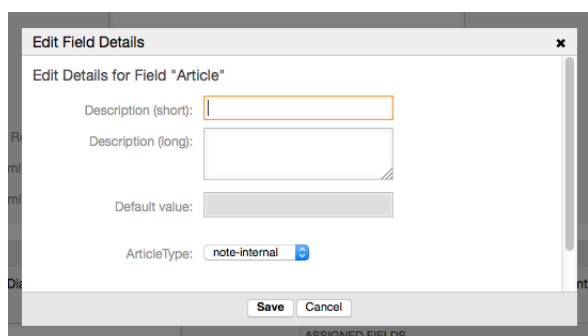 Edit Field Details
Edit Details for Field "Article"
Description (short):
Description (long):
Default value:
ArticleType: note-internal
Save Cancel
ASSIGNED FIELDS